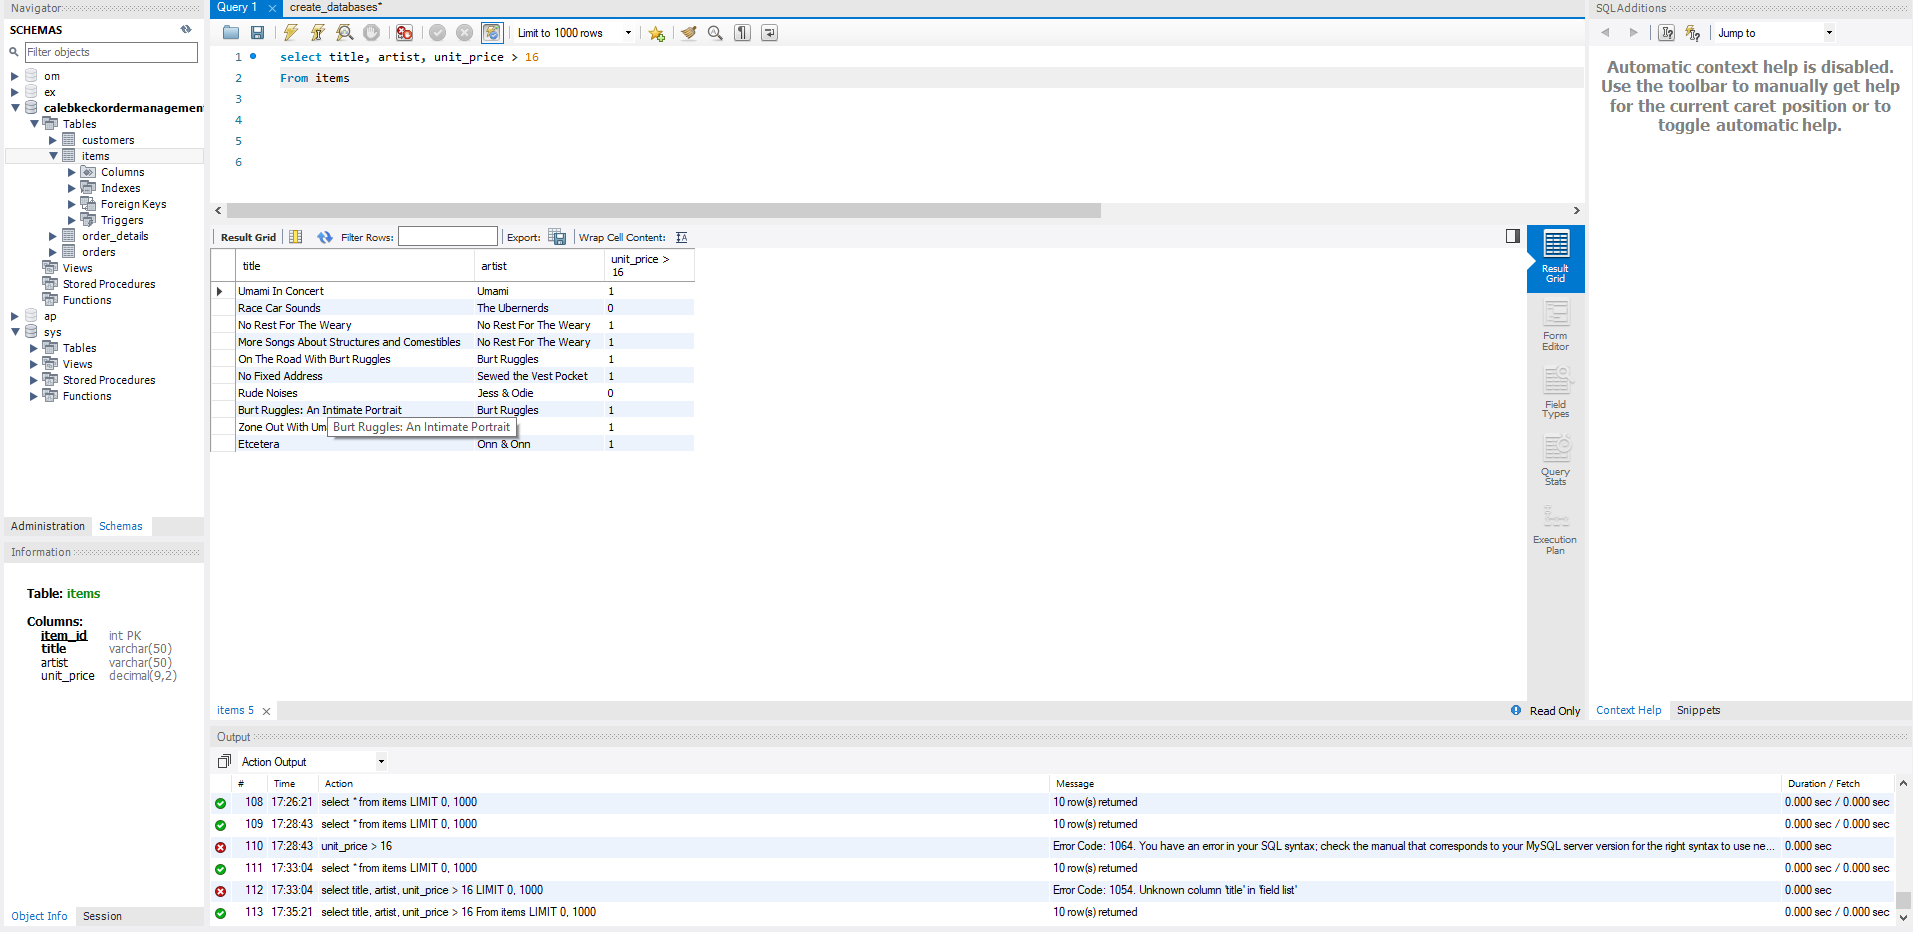 Navigator
SCHEMAS
Filter objects
om
ex
calebkeckordermanagement
Tables
customers
items
Columns
Indexes
Foreign Keys
Triggers
order_details
orders
Views
Stored Procedures
Functions
ap
sys
Tables
Views
Stored Procedures
Functions
Administration Schemas
Information
Table: items
Columns:
item_id int PK
title varchar(50)
artist varchar(50)
unit_price decimal(9,2)
Object Info Session
Query 1 create_databases*
Limit to 1000 rows
1 select title, artist, unit_price > 16
2 From items
3
4
5
6
Result Grid Filter Rows: Export: Wrap Cell Content:
title artist unit_price > 16
Umami In Concert Umami 1
Race Car Sounds The Ubernerds 0
No Rest For The Weary No Rest For The Weary 1
More Songs About Structures and Comestibles No Rest For The Weary 1
On The Road With Burt Ruggles Burt Ruggles 1
No Fixed Address Sewed the Vest Pocket 1
Rude Noises Jess & Odie 0
Burt Ruggles: An Intimate Portrait Burt Ruggles 1
Zone Out With Um 1
Burt Ruggles: An Intimate Portrait
Etcetera Onn & Onn 1
Result Grid
Form Editor
Field Types
Query Stats
Execution Plan
items 5 Read Only
SQLAdditions
Jump to
Automatic context help is disabled.
Use the toolbar to manually get help
for the current caret position or to
toggle automatic help.
Context Help Snippets
Output
Action Output
# Time Action Message Duration / Fetch
108 17:26:21 select * from items LIMIT 0, 1000 10 row(s) returned 0.000 sec / 0.000 sec
109 17:28:43 select * from items LIMIT 0, 1000 10 row(s) returned 0.000 sec / 0.000 sec
110 17:28:43 unit_price > 16 Error Code: 1064. You have an error in your SQL syntax; check the manual that corresponds to your MySQL server version for the right syntax to use ne... 0.000 sec
111 17:33:04 select * from items LIMIT 0, 1000 10 row(s) returned 0.000 sec / 0.000 sec
112 17:33:04 select title, artist, unit_price > 16 LIMIT 0, 1000 Error Code: 1054. Unknown column 'title' in 'field list' 0.000 sec
113 17:35:21 select title, artist, unit_price > 16 From items LIMIT 0, 1000 10 row(s) returned 0.000 sec / 0.000 sec